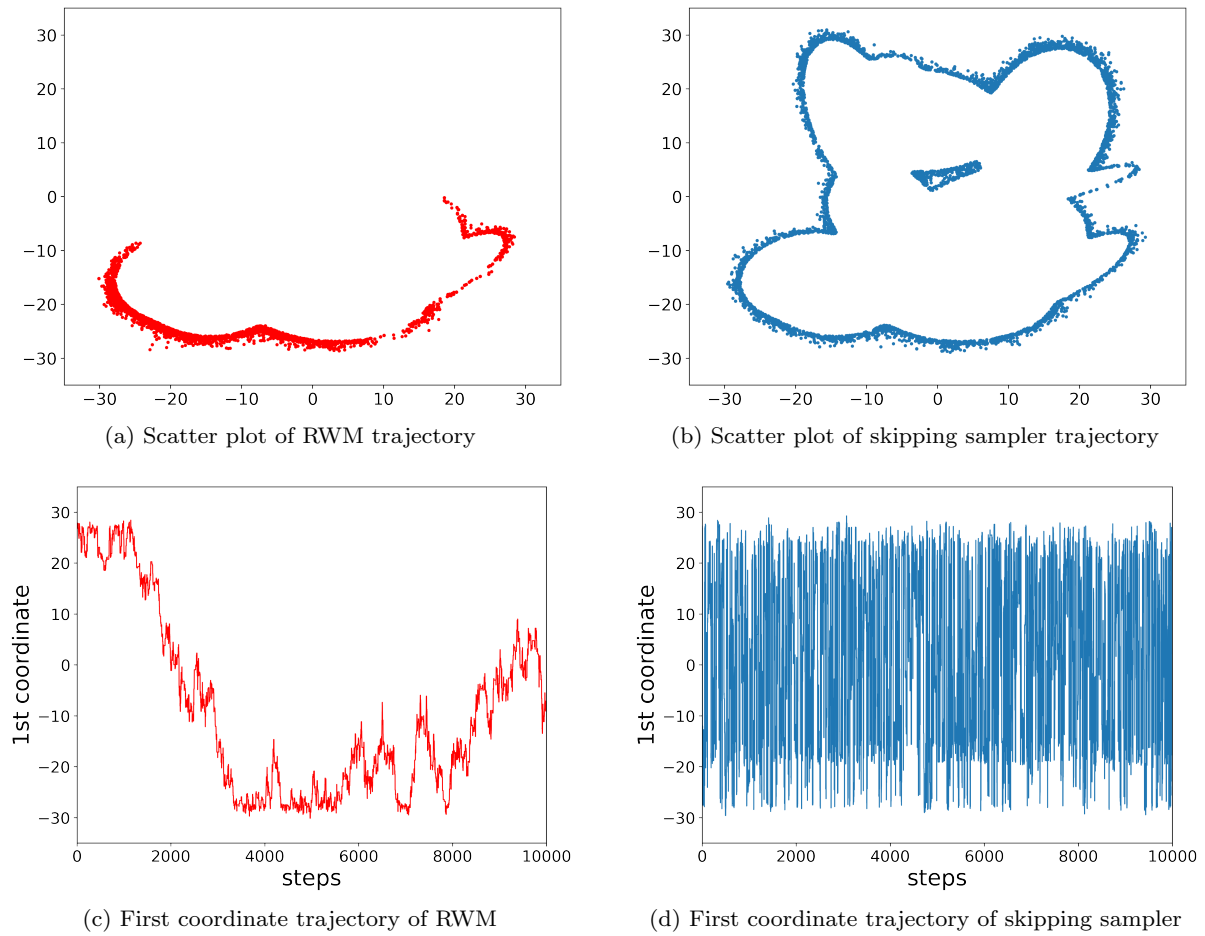 30
20
10
0
−10
−20
−30
−30 −20 −10 0 10 20 30
(a) Scatter plot of RWM trajectory
30
20
10
0
−10
−20
−30
−30 −20 −10 0 10 20 30
(b) Scatter plot of skipping sampler trajectory
1st coordinate
30
20
10
0
−10
−20
−30
0 2000 4000 6000 8000 10000
steps
(c) First coordinate trajectory of RWM
1st coordinate
30
20
10
0
−10
−20
−30
0 2000 4000 6000 8000 10000
steps
(d) First coordinate trajectory of skipping sampler